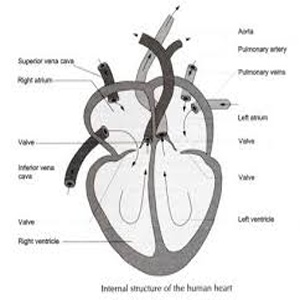 Superior vena cava
Right atrium
Valve
Inferior vena
cava
Valve
Right ventricle
Aorta
Pulmonary artery
Pulmonary veins
Left atrium
Valve
Valve
Left ventricle
Internal structure of the human heart